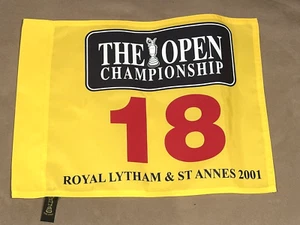 THE OPEN
CHAMPIONSHIP
18
ROYAL LYTHAM & ST ANNES 2001